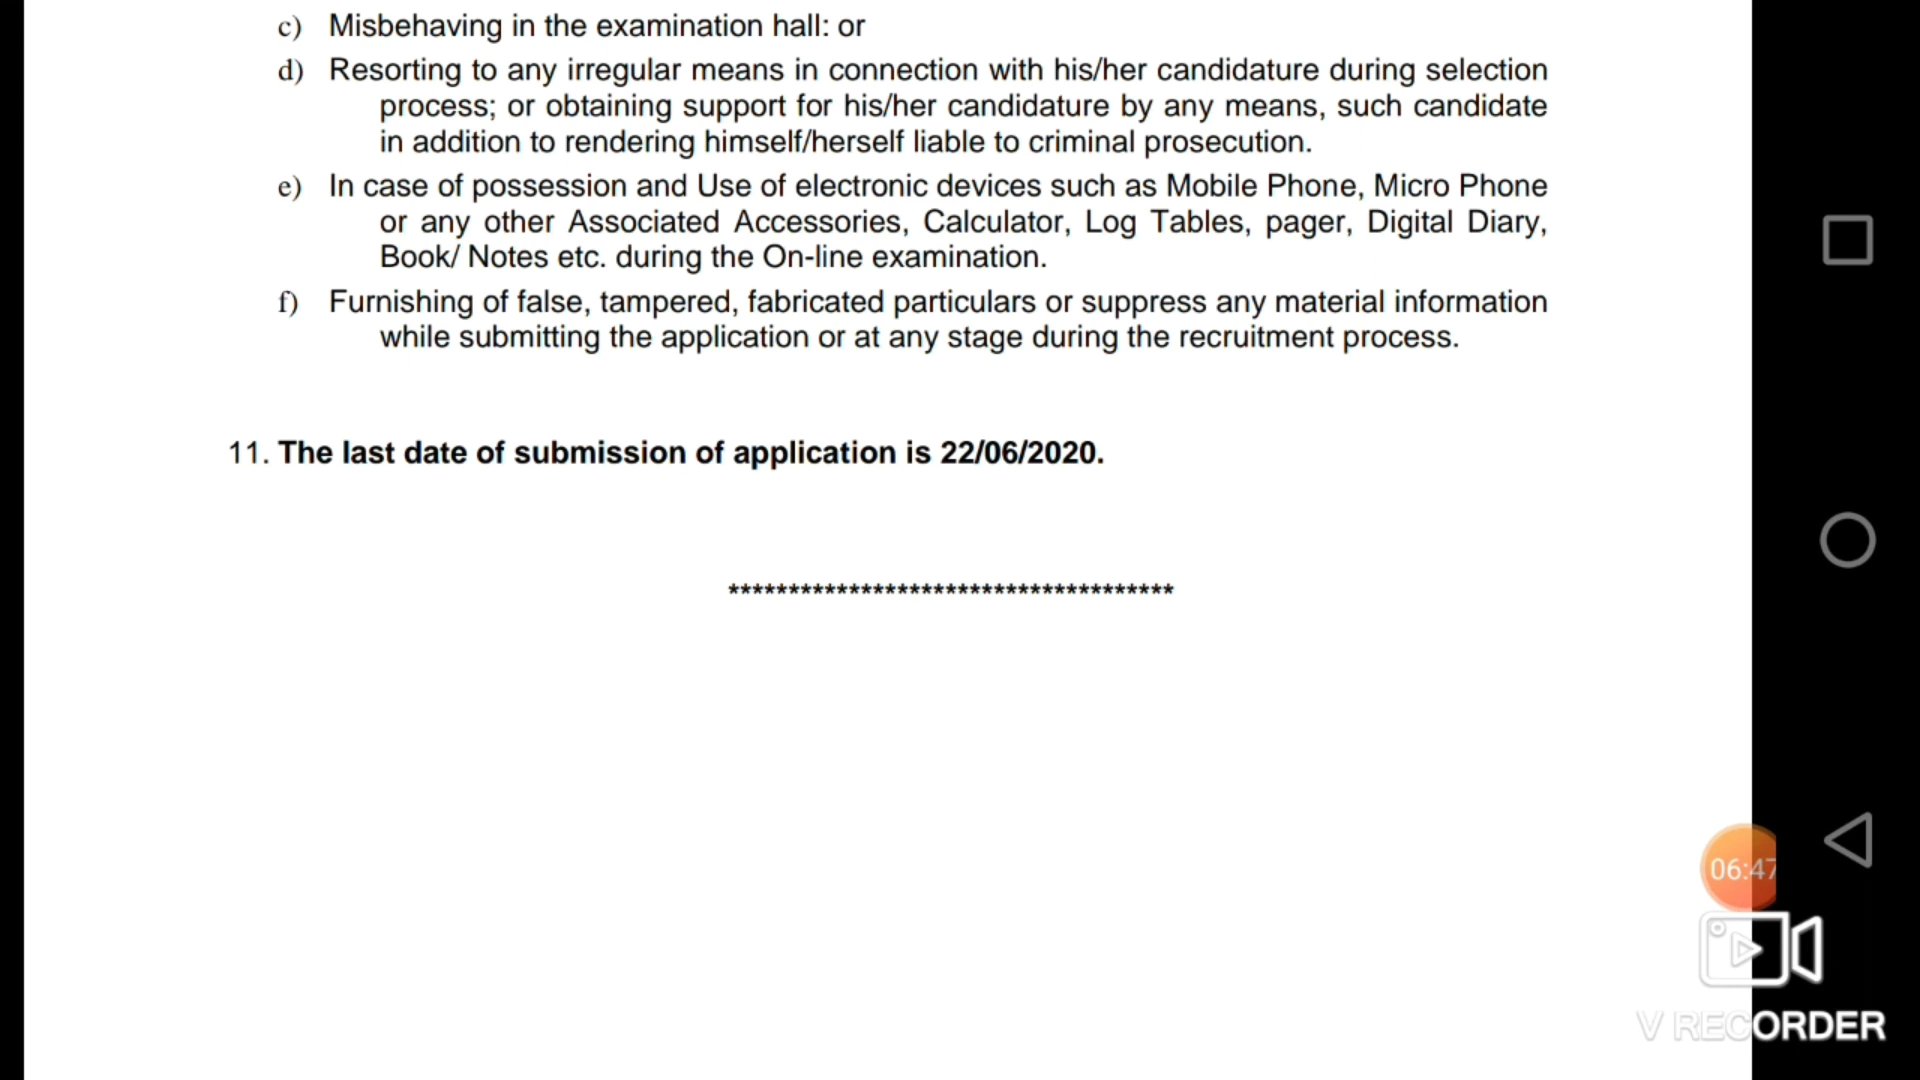 c) Misbehaving in the examination hall: or
d) Resorting to any irregular means in connection with his/her candidature during selection
process; or obtaining support for his/her candidature by any means, such candidate
in addition to rendering himself/herself liable to criminal prosecution.
e) In case of possession and Use of electronic devices such as Mobile Phone, Micro Phone
or any other Associated Accessories, Calculator, Log Tables, pager, Digital Diary,
Book/ Notes etc. during the On-line examination.
f) Furnishing of false, tampered, fabricated particulars or suppress any material information
while submitting the application or at any stage during the recruitment process.
11. The last date of submission of application is 22/06/2020.
*************************************
06:47
V RECORDER